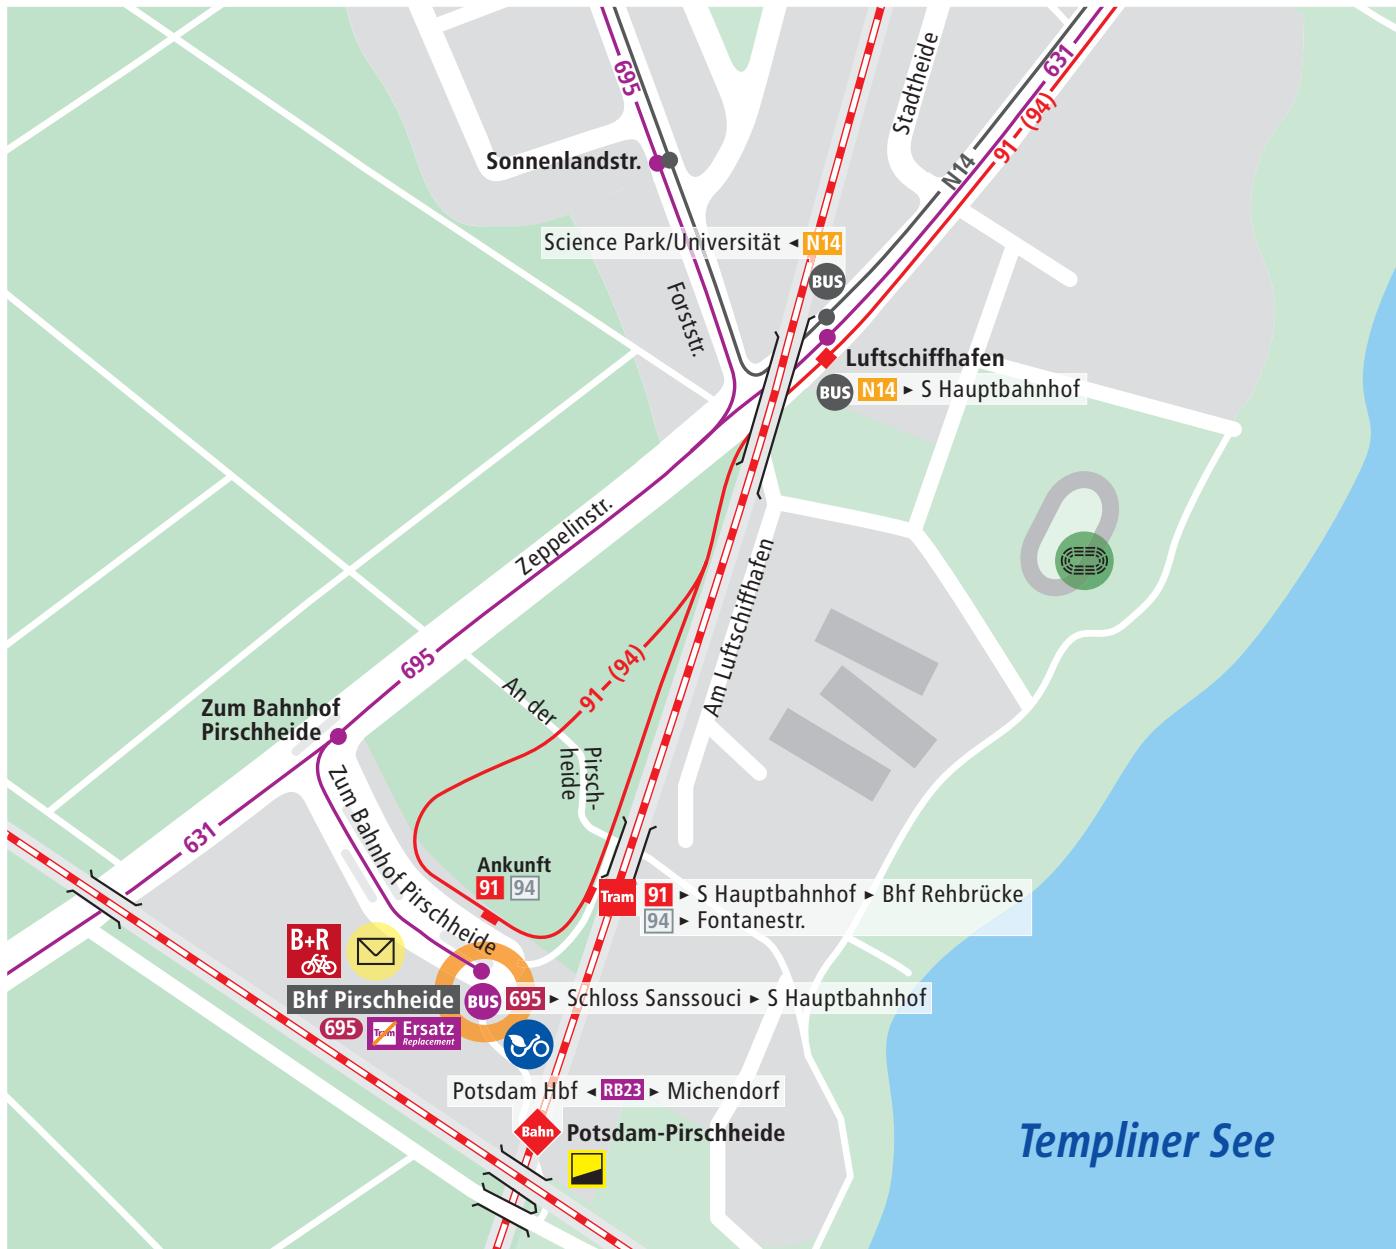 695
Stadtheide
631
91–(94)
N14
Sonnenlandstr.
Science Park/Universität ◄ N14
BUS
Forststr.
Luftschiffhafen
BUS N14 ► S Hauptbahnhof
Zeppelinstr.
Am Luftschiffhafen
695
91–(94)
An der
Pirsch-
heide
Zum Bahnhof
Pirschheide
Zum Bahnhof Pirschheide
631
Ankunft
91 94
Tram 91 ► S Hauptbahnhof ► Bhf Rehbrücke
94 ► Fontanestr.
B+R
Bhf Pirschheide BUS 695 ► Schloss Sanssouci ► S Hauptbahnhof
695 Tram Ersatz
Replacement
Potsdam Hbf ◄ RB23 ► Michendorf
Bahn Potsdam-Pirschheide
Templiner See